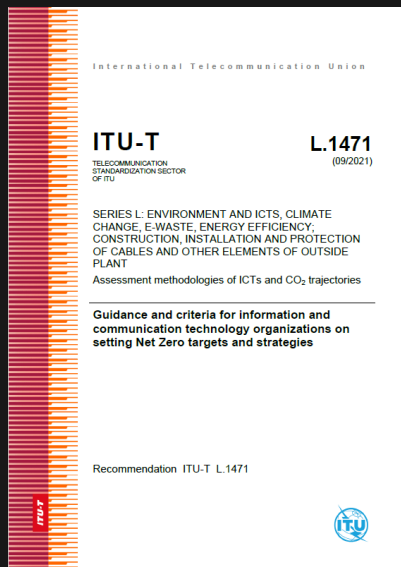 International Telecommunication Union
ITU-T
L.1471
TELECOMMUNICATION
STANDARDIZATION SECTOR
OF ITU
(09/2021)
SERIES L: ENVIRONMENT AND ICTS, CLIMATE
CHANGE, E-WASTE, ENERGY EFFICIENCY;
CONSTRUCTION, INSTALLATION AND PROTECTION
OF CABLES AND OTHER ELEMENTS OF OUTSIDE
PLANT
Assessment methodologies of ICTs and CO₂ trajectories
Guidance and criteria for information and
communication technology organizations on
setting Net Zero targets and strategies
Recommendation ITU-T L.1471
ITU-T
ITU